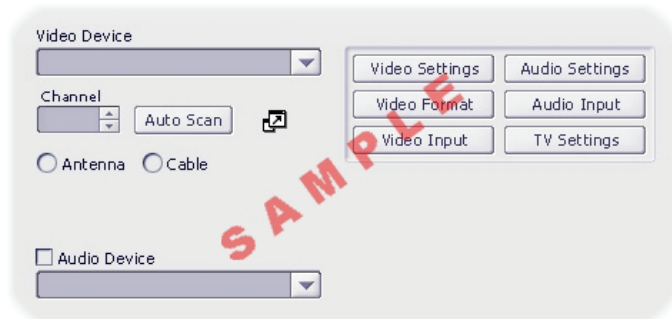 Video Device
Channel
Auto Scan
Antenna
Cable
Audio Device
Video Settings
Audio Settings
Video Format
Audio Input
Video Input
TV Settings
SAMPLE